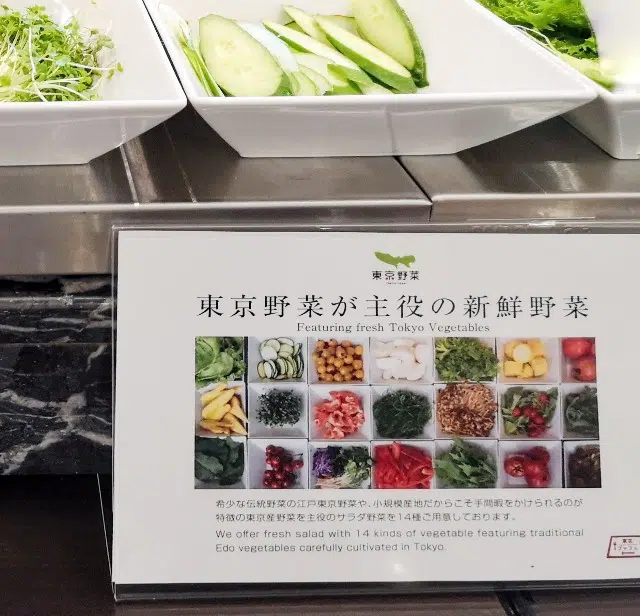 東京野菜
東京野菜が主役の新鮮野菜
Featuring fresh Tokyo Vegetables
希少な伝統野菜の江戸東京野菜や、小規模産地だからこそ手間暇をかけられるのが
特徴の東京産野菜を主役のサラダ野菜を14種ご用意しております。
We offer fresh salad with 14 kinds of vegetable featuring traditional
Edo vegetables carefully cultivated in Tokyo.
東京